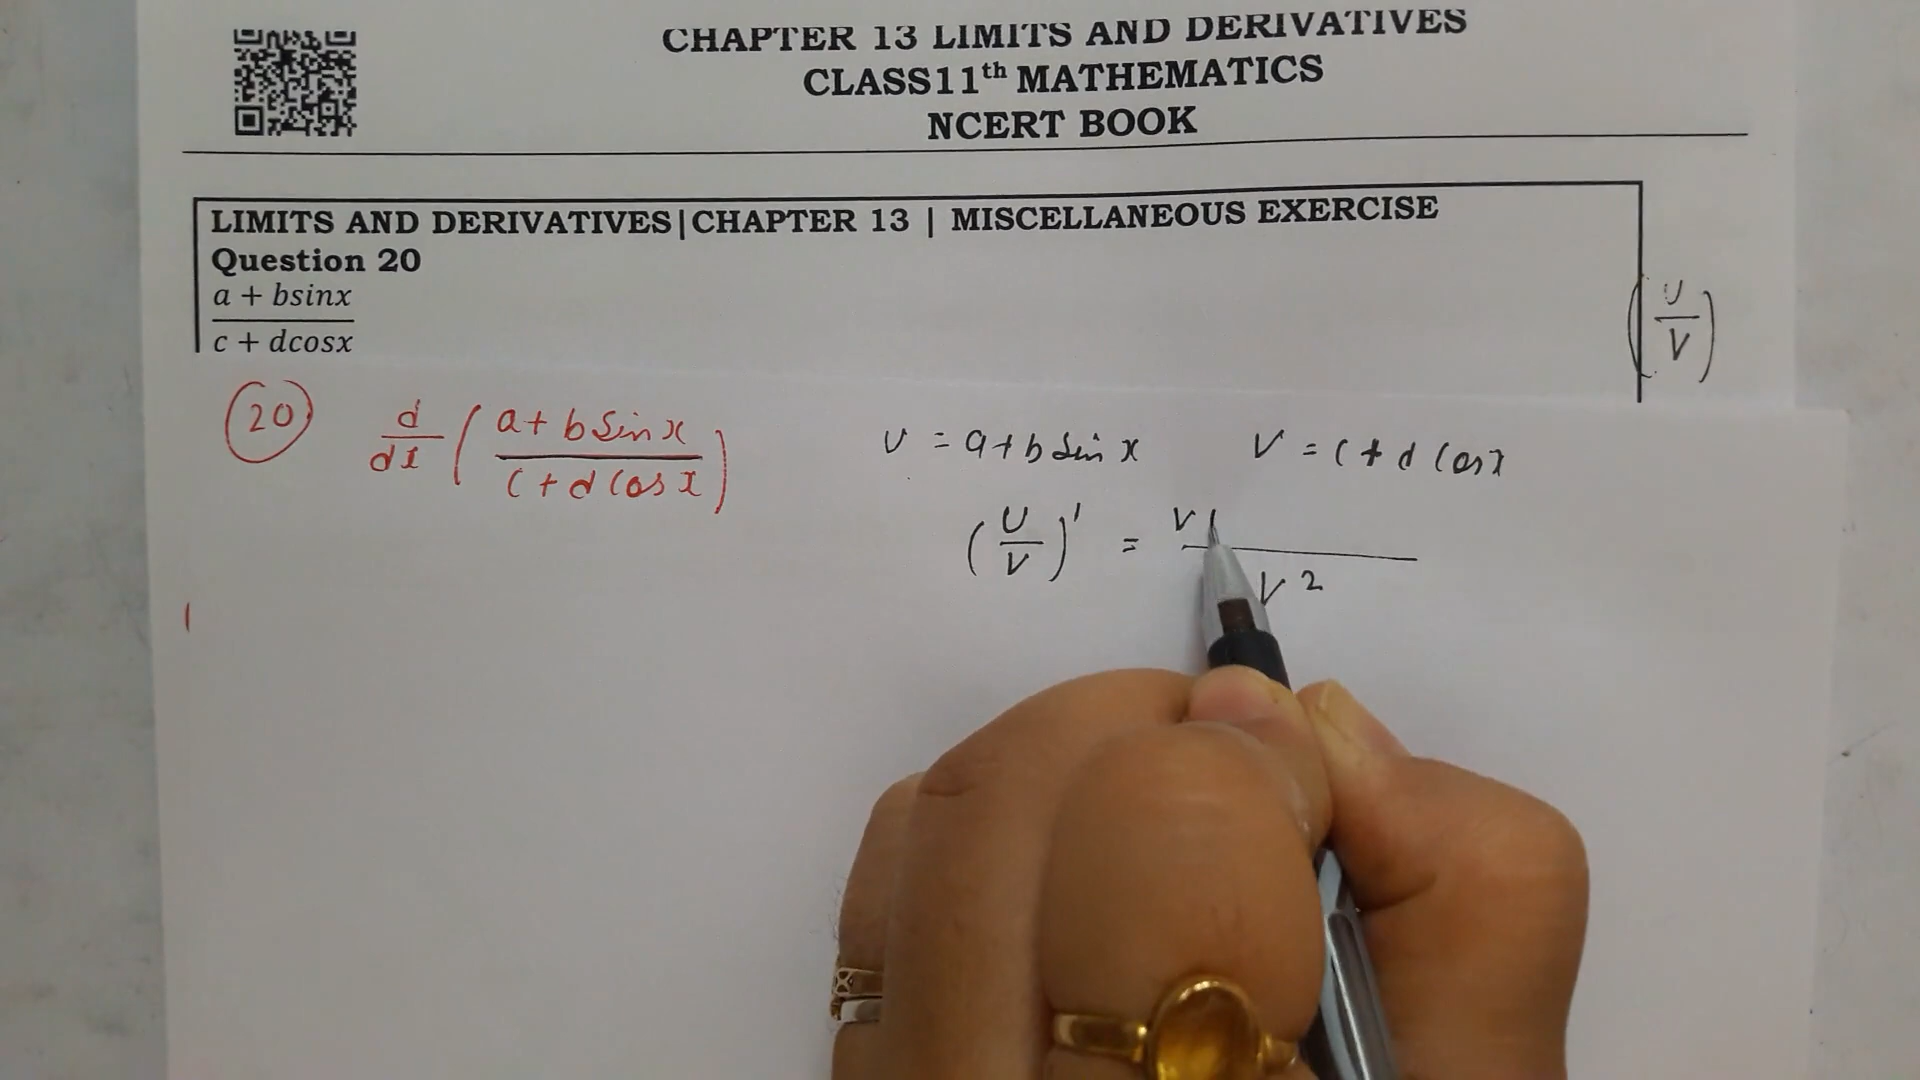 CHAPTER 13 LIMITS AND DERIVATIVES
CLASS11th MATHEMATICS
NCERT BOOK
LIMITS AND DERIVATIVES|CHAPTER 13 | MISCELLANEOUS EXERCISE
Question 20
a + bsinx
c + dcosx
(U/V)
20 d/dx (a+b Sin x / c+d Cos x) U = a+b Sin x V = c+d Cos x
(U/V)' = V / V²